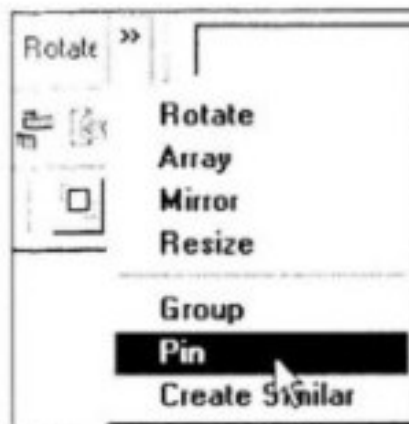 Rotate »
Rotate
Array
Mirror
Resize
Group
Pin
Create Similar